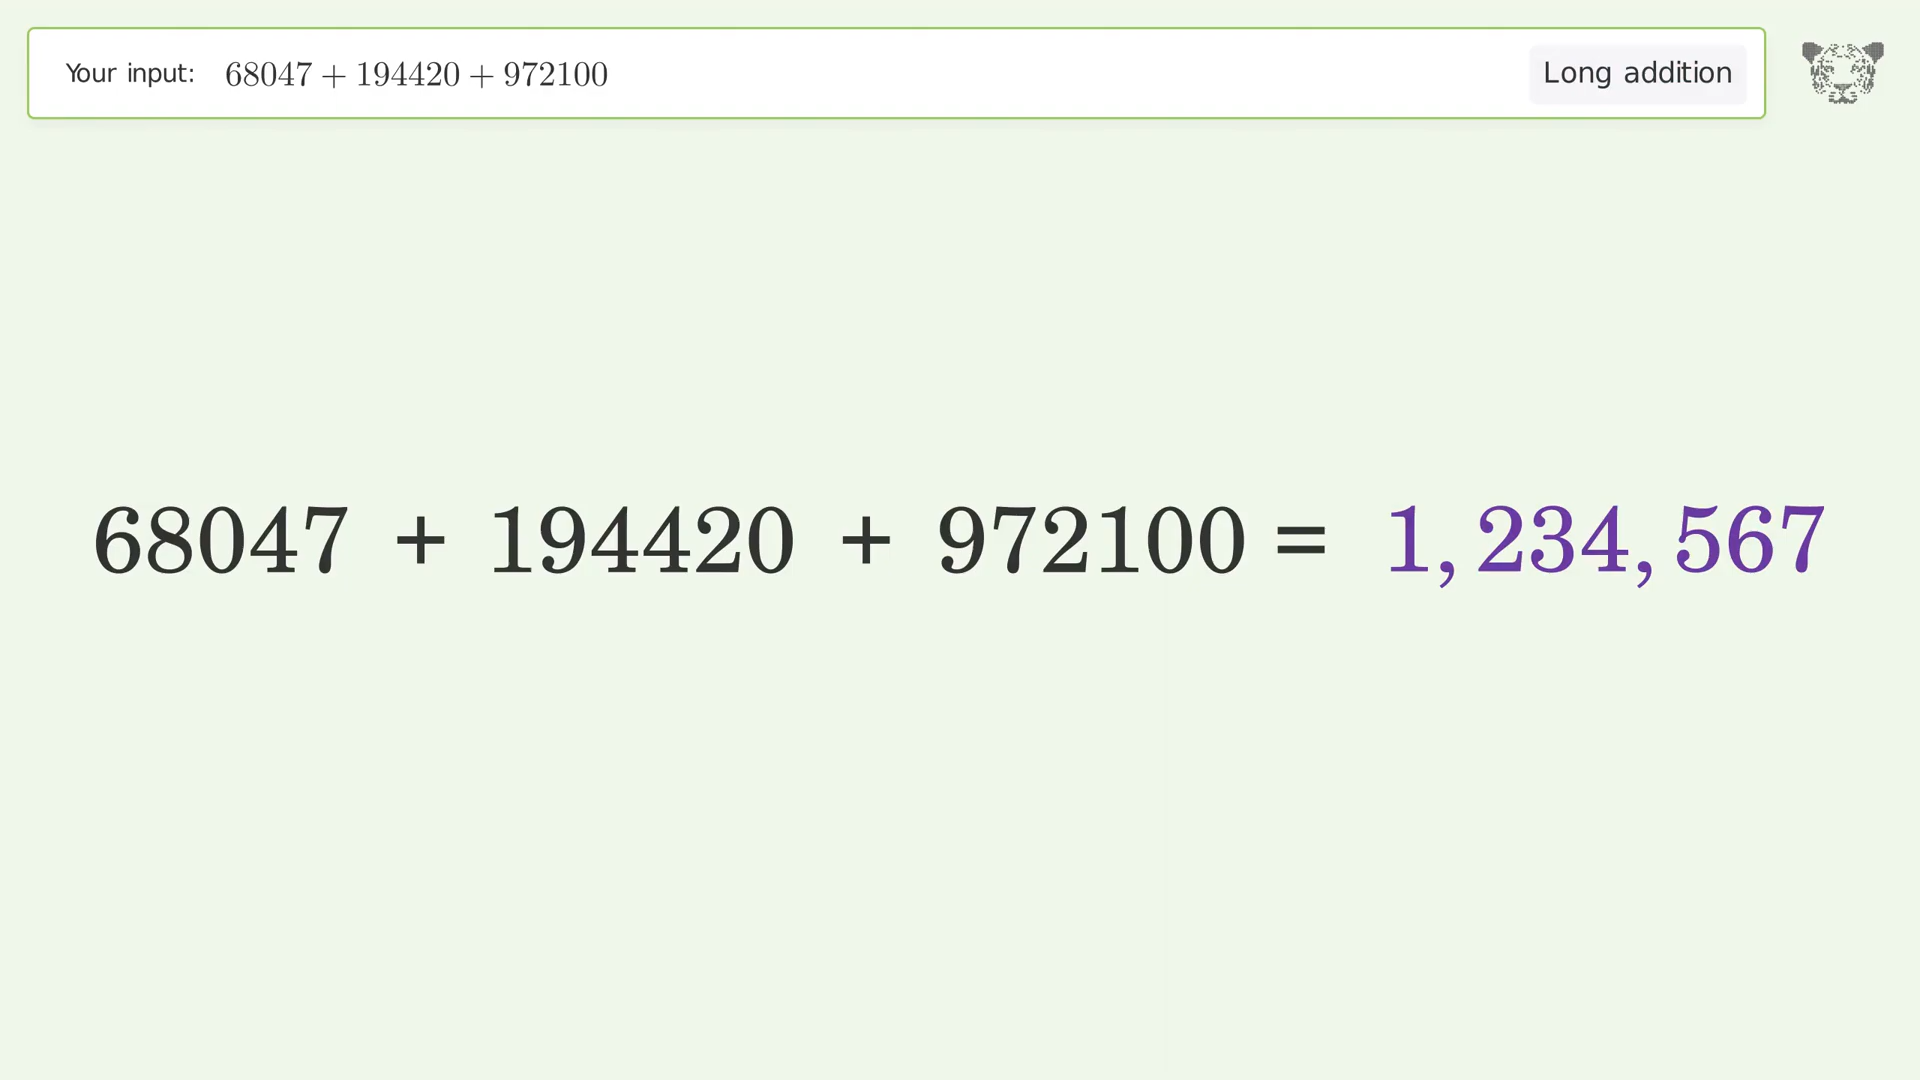 Your input: 68047 + 194420 + 972100 Long addition
68047 + 194420 + 972100 = 1,234,567